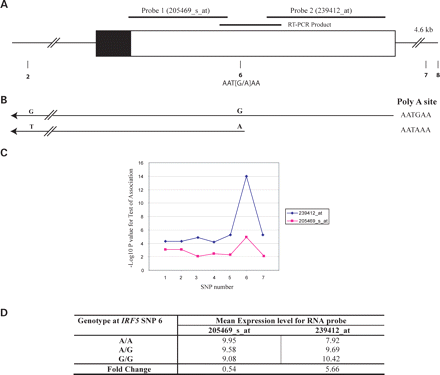 A
Probe 1 (205469_s_at)
Probe 2 (239412_at)
RT-PCR Product
4.6 kb
2
6
7
8
AAT(G/A)AA
B
Poly A site
G
G
AATGAA
T
A
AATAAA
C
-Log10 P value for Test of Association
16
14
12
10
8
6
4
2
0
1 2 3 4 5 6 7
SNP number
239412_at
205469_s_at
D
Genotype at IRF5 SNP 6
Mean Expression level for RNA probe
205469_s_at 239412_at
A/A 9.95 7.92
A/G 9.58 9.69
G/G 9.08 10.42
Fold Change 0.54 5.66